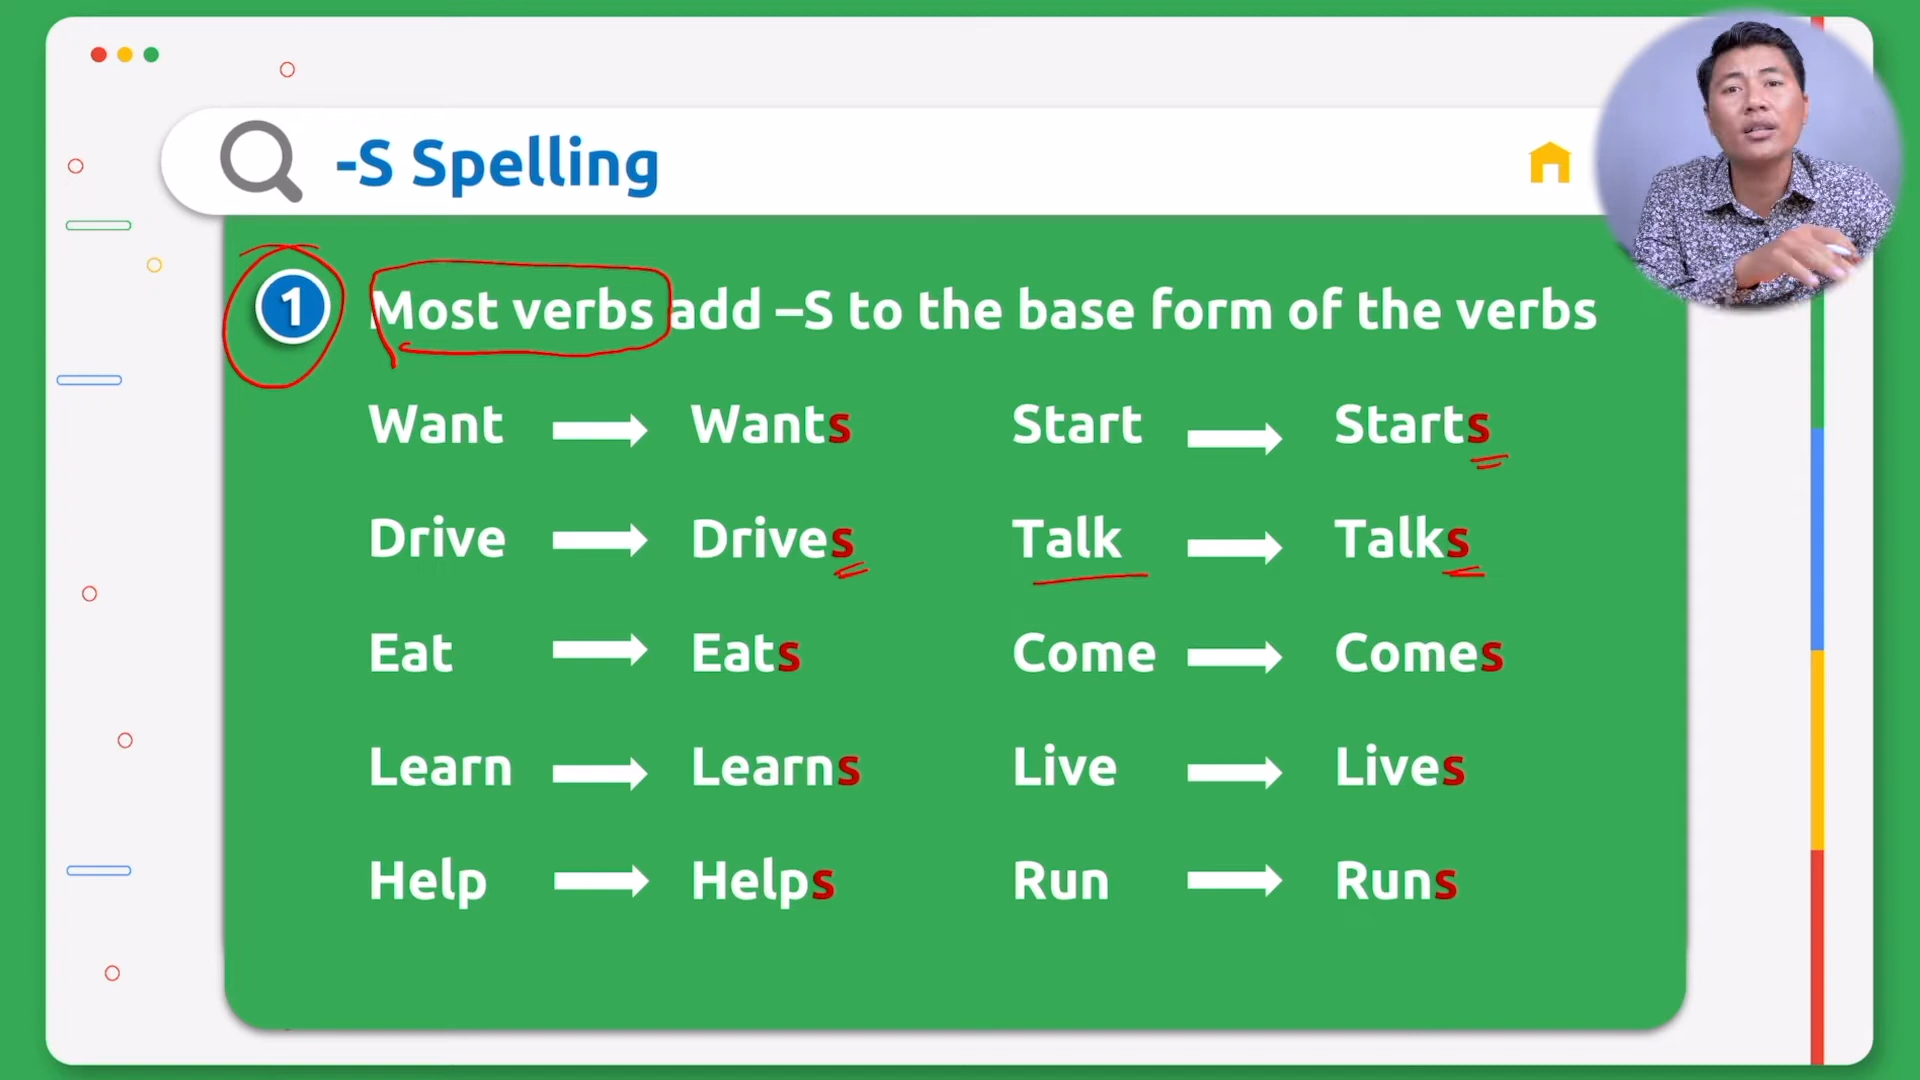 -S Spelling
1 Most verbs add –S to the base form of the verbs
Want Wants Start Starts
Drive Drives Talk Talks
Eat Eats Come Comes
Learn Learns Live Lives
Help Helps Run Runs